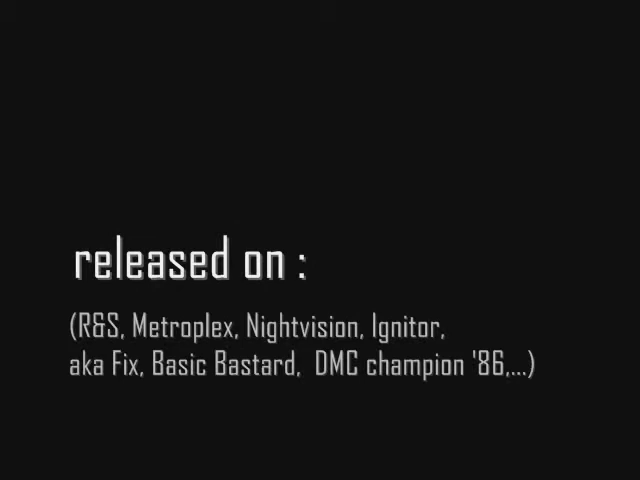 released on :
(R&S, Metroplex, Nightvision, Ignitor,
aka Fix, Basic Bastard, DMC champion '86,...)